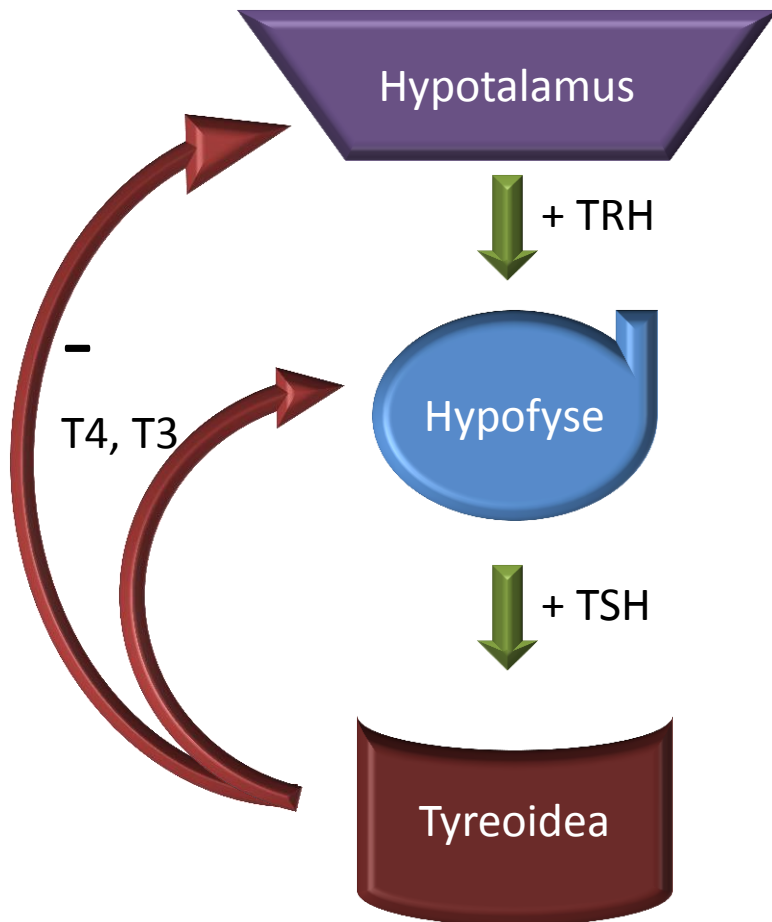 Hypotalamus
+ TRH
–
T4, T3
Hypofyse
+ TSH
Tyreoidea